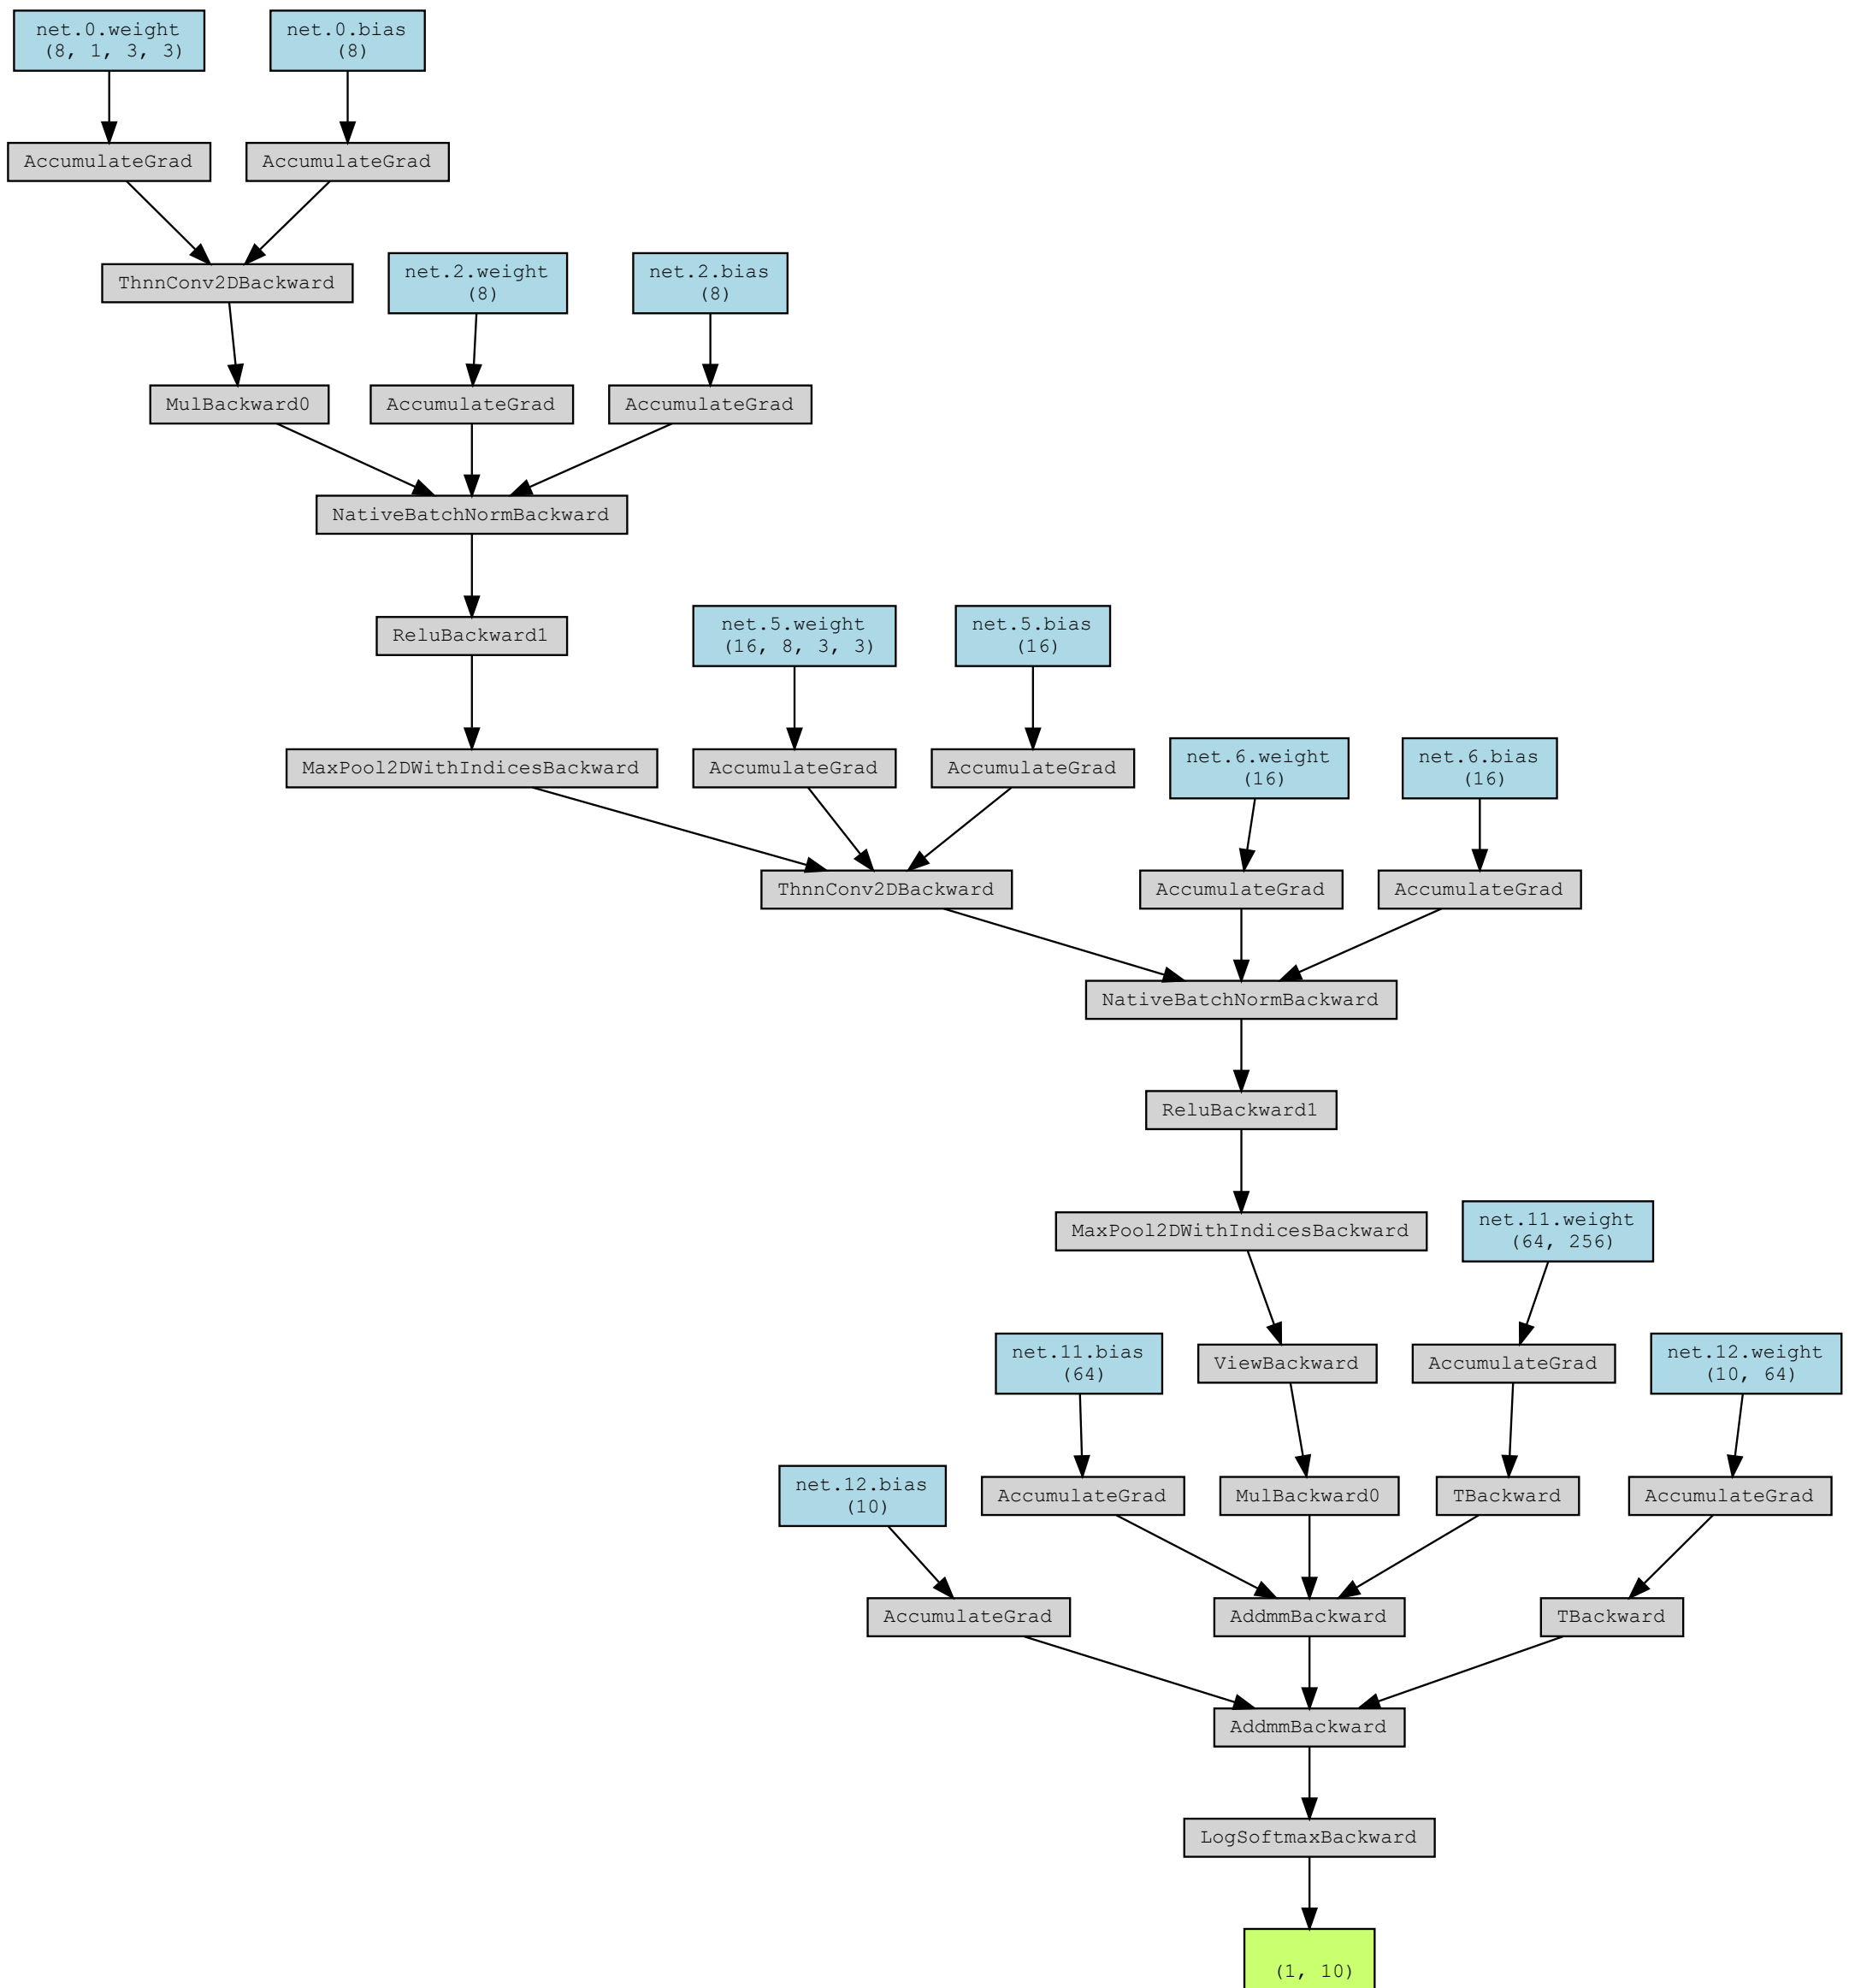 net.0.weight
(8, 1, 3, 3)
net.0.bias
(8)
AccumulateGrad
AccumulateGrad
ThnnConv2DBackward
net.2.weight
(8)
net.2.bias
(8)
MulBackward0
AccumulateGrad
AccumulateGrad
NativeBatchNormBackward
ReluBackward1
net.5.weight
(16, 8, 3, 3)
net.5.bias
(16)
MaxPool2DWithIndicesBackward
AccumulateGrad
AccumulateGrad
net.6.weight
(16)
net.6.bias
(16)
ThnnConv2DBackward
AccumulateGrad
AccumulateGrad
NativeBatchNormBackward
ReluBackward1
MaxPool2DWithIndicesBackward
net.11.weight
(64, 256)
net.11.bias
(64)
ViewBackward
AccumulateGrad
net.12.weight
(10, 64)
net.12.bias
(10)
AccumulateGrad
MulBackward0
TBackward
AccumulateGrad
AccumulateGrad
AddmmBackward
TBackward
AddmmBackward
LogSoftmaxBackward
(1, 10)